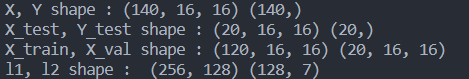 X, Y shape : (140, 16, 16) (140,)
X_test, Y_test shape : (20, 16, 16) (20,)
X_train, X_val shape : (120, 16, 16) (20, 16, 16)
l1, l2 shape :  (256, 128) (128, 7)